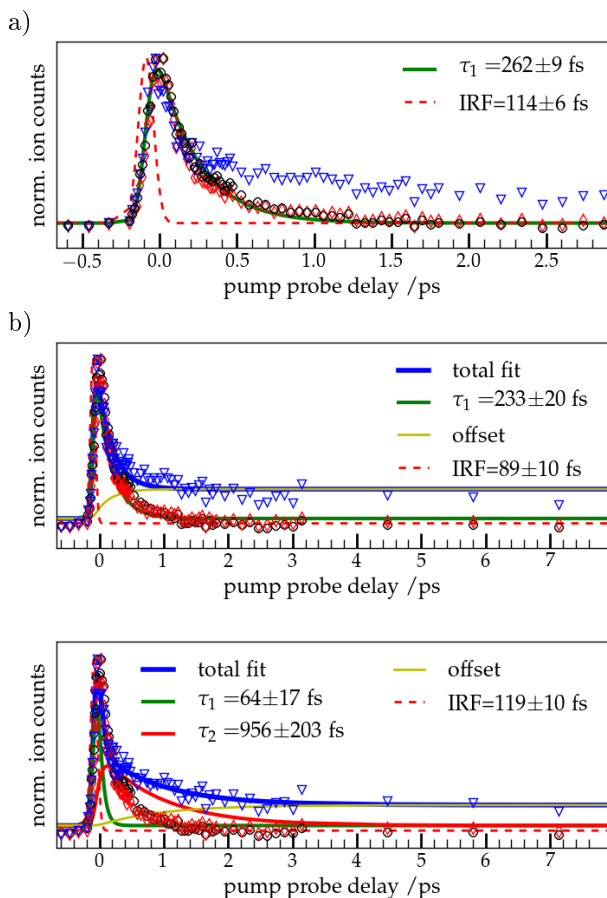 a)
norm. ion counts
τ1 =262±9 fs
IRF=114±6 fs
−0.5 0.0 0.5 1.0 1.5 2.0 2.5
pump probe delay /ps
b)
norm. ion counts
total fit
τ1 =233±20 fs
offset
IRF=89±10 fs
0 1 2 3 4 5 6 7
pump probe delay /ps
norm. ion counts
total fit
τ1 =64±17 fs
τ2 =956±203 fs
offset
IRF=119±10 fs
0 1 2 3 4 5 6 7
pump probe delay /ps